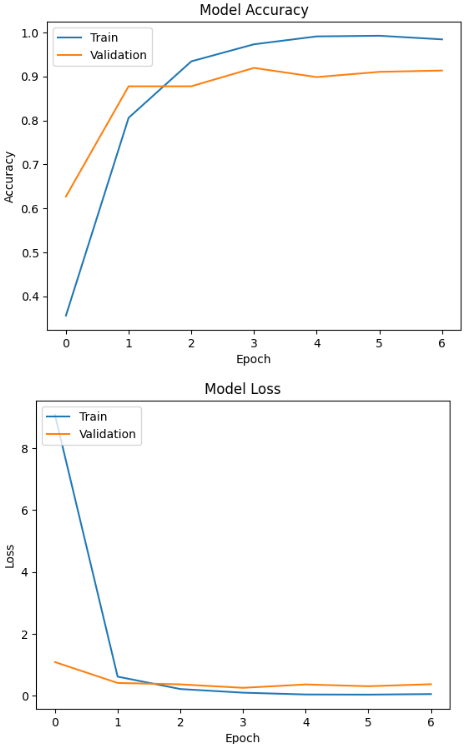 Model Accuracy
1.0
0.9
0.8
0.7
0.6
0.5
0.4
Accuracy
Train
Validation
0 1 2 3 4 5 6
Epoch
Model Loss
8
6
4
2
0
Loss
Train
Validation
0 1 2 3 4 5 6
Epoch